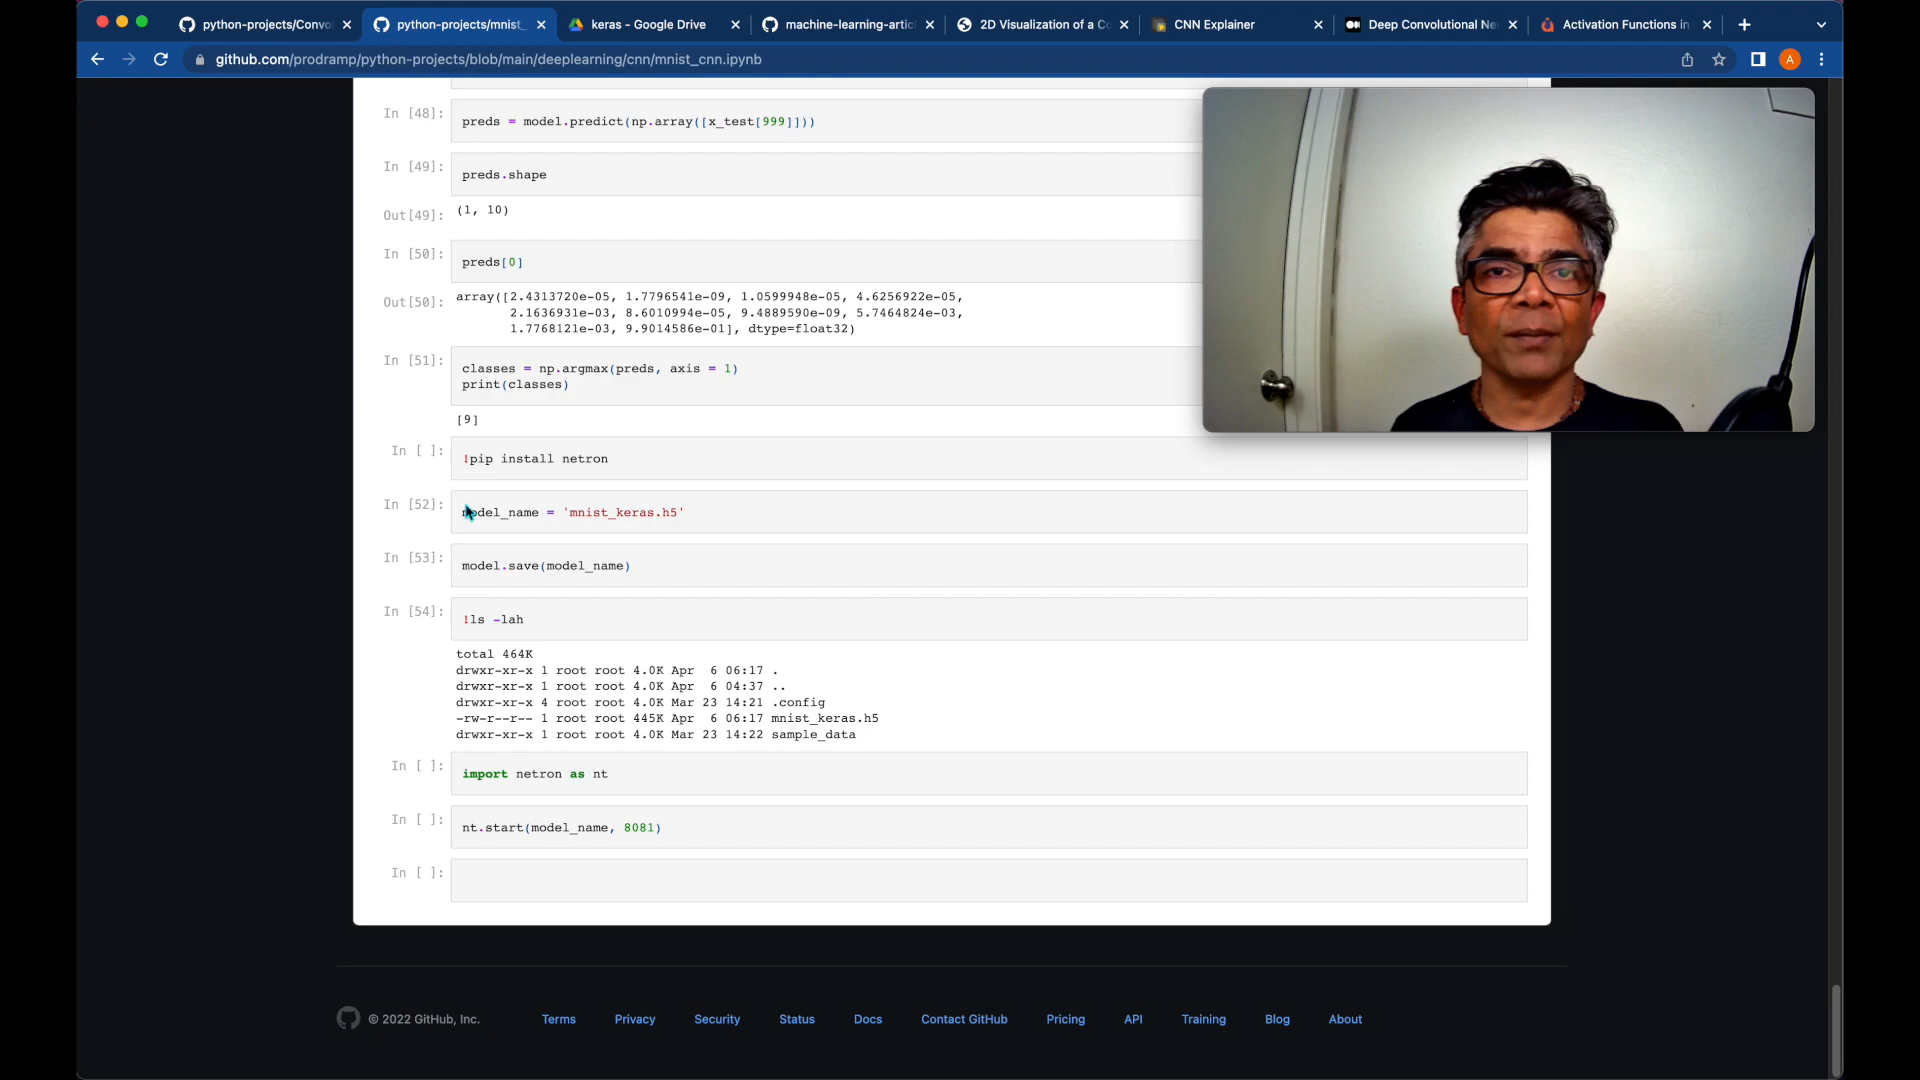 python-projects/Convo
python-projects/mnist_
keras - Google Drive
machine-learning-artic
2D Visualization of a Co
CNN Explainer
Deep Convolutional Ne
Activation Functions in
github.com/prodramp/python-projects/blob/main/deeplearning/cnn/mnist_cnn.ipynb
A
In [48]: preds = model.predict(np.array([x_test[999]]))
In [49]: preds.shape
Out[49]: (1, 10)
In [50]: preds[0]
Out[50]: array([2.4313720e-05, 1.7796541e-09, 1.0599948e-05, 4.6256922e-05,
2.1636931e-03, 8.6010994e-05, 9.4889590e-09, 5.7464824e-03,
1.7768121e-03, 9.9014586e-01], dtype=float32)
In [51]: classes = np.argmax(preds, axis = 1)
print(classes)
[9]
In [ ]: !pip install netron
In [52]: model_name = 'mnist_keras.h5'
In [53]: model.save(model_name)
In [54]: !ls -lah
total 464K
drwxr-xr-x 1 root root 4.0K Apr 6 06:17 .
drwxr-xr-x 1 root root 4.0K Apr 6 04:37 ..
drwxr-xr-x 4 root root 4.0K Mar 23 14:21 .config
-rw-r--r-- 1 root root 445K Apr 6 06:17 mnist_keras.h5
drwxr-xr-x 1 root root 4.0K Mar 23 14:22 sample_data
In [ ]: import netron as nt
In [ ]: nt.start(model_name, 8081)
In [ ]:
© 2022 GitHub, Inc. Terms Privacy Security Status Docs Contact GitHub Pricing API Training Blog About